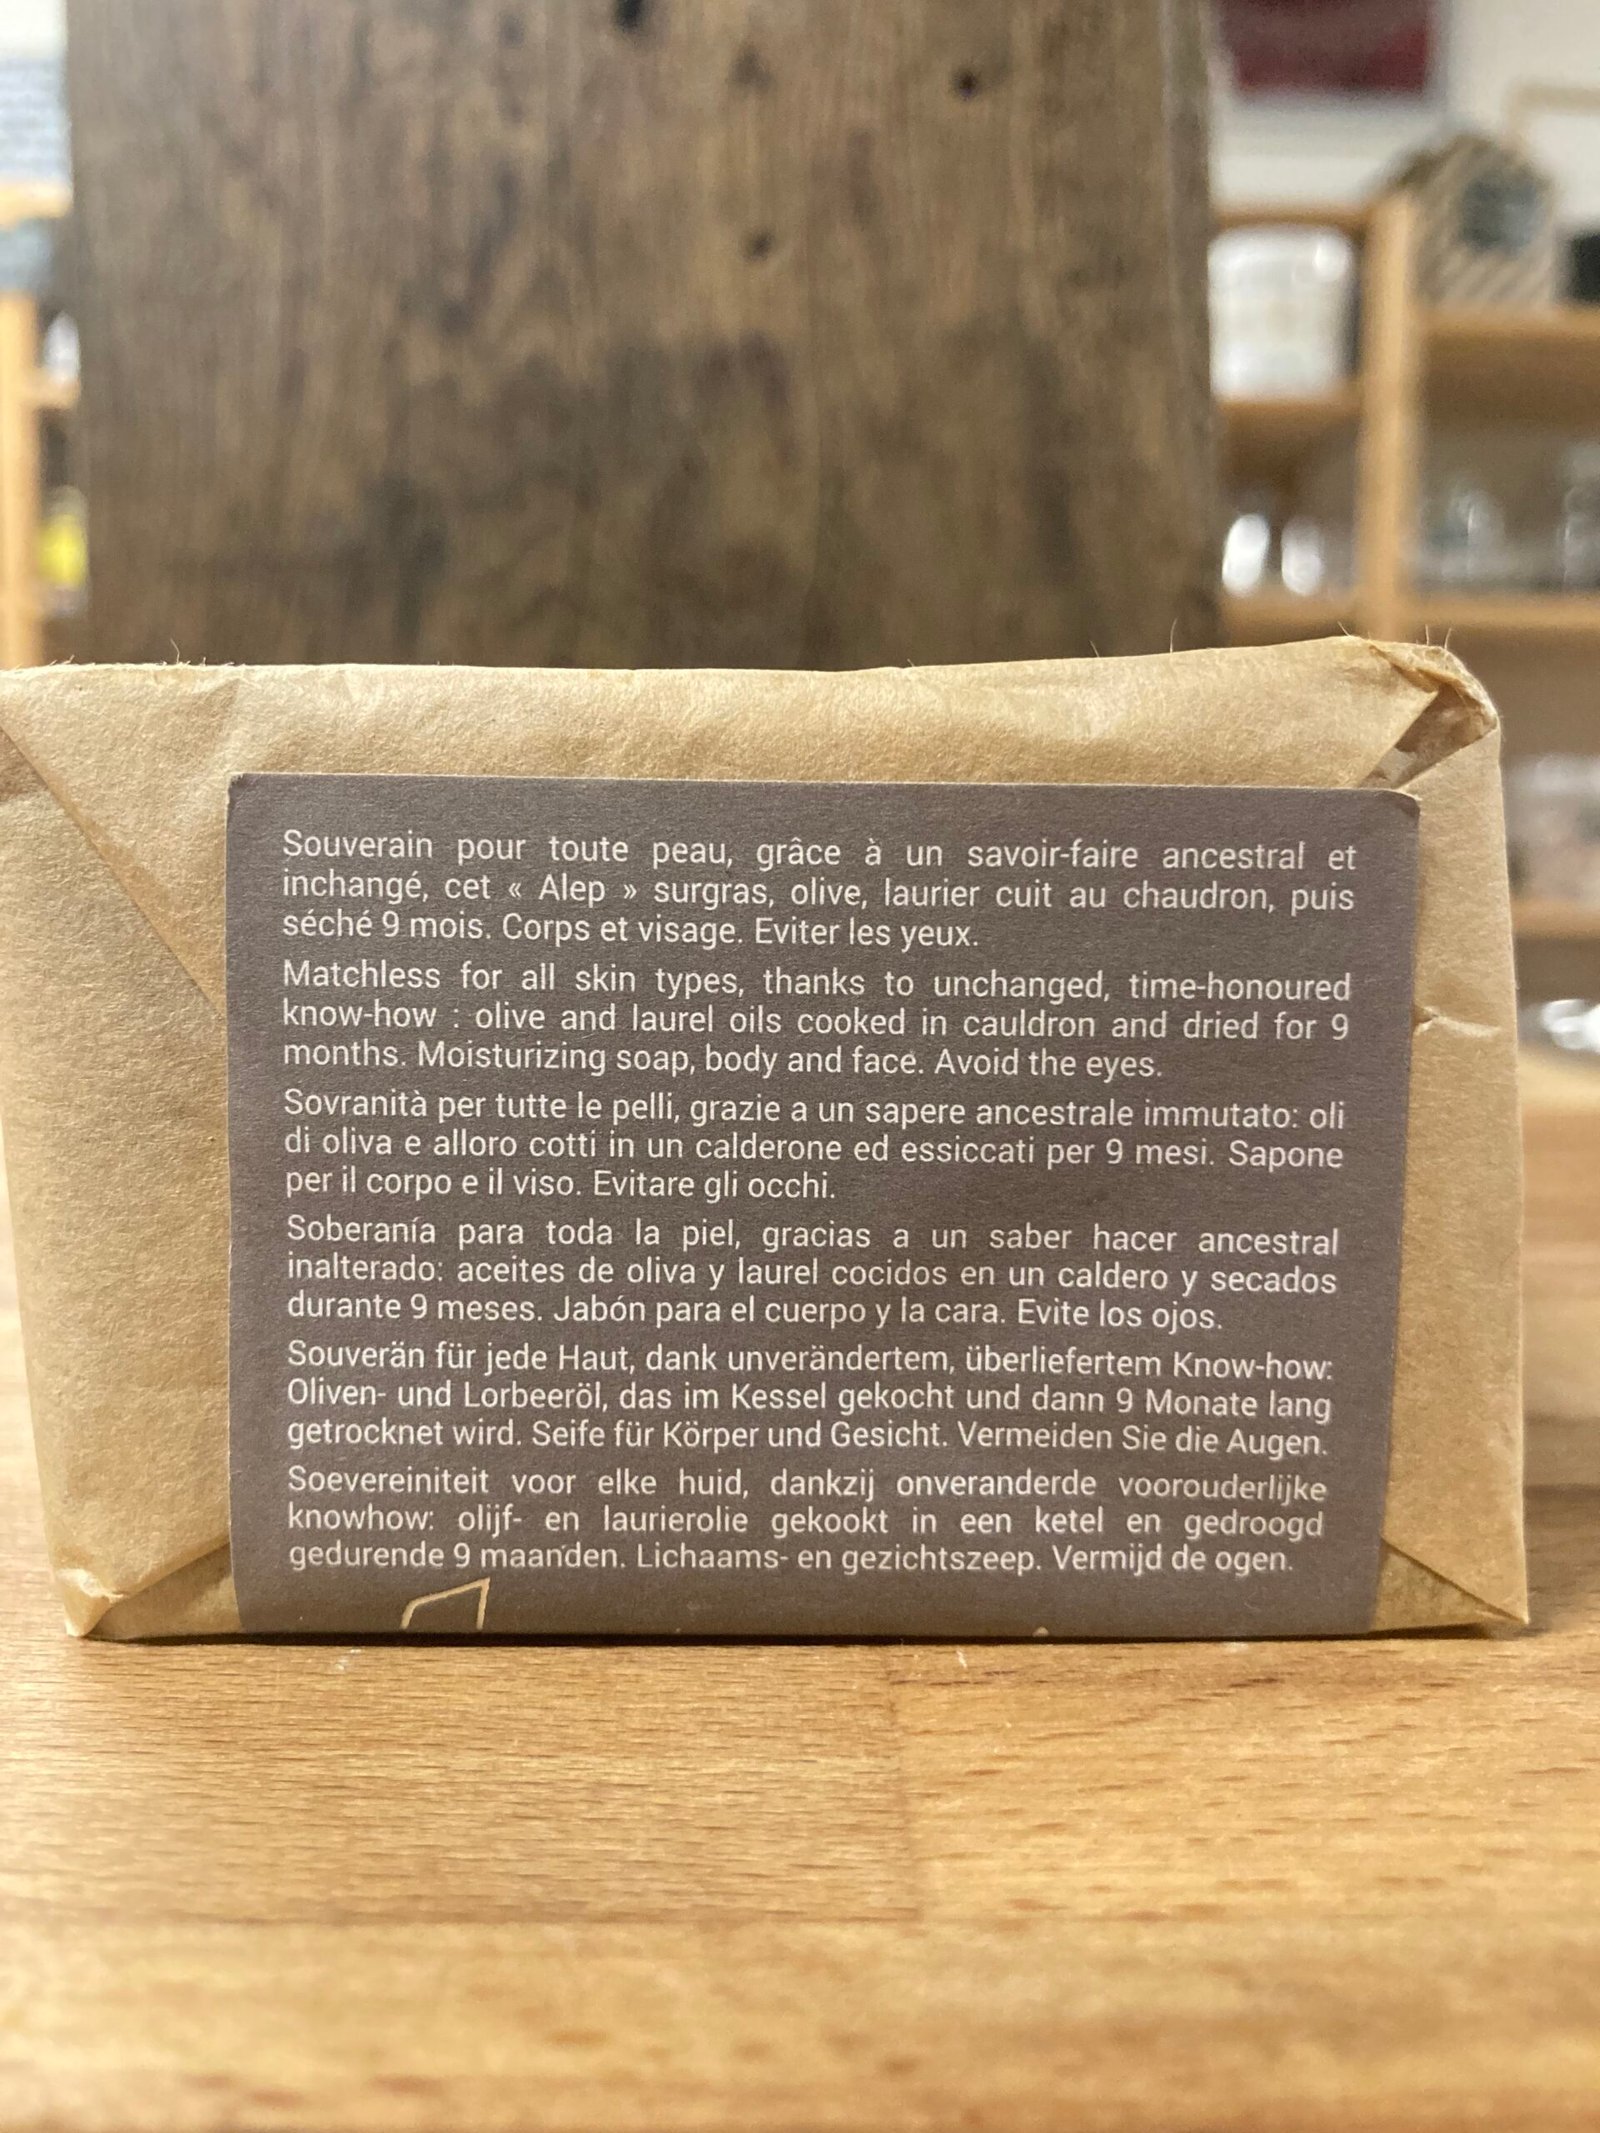 Souverain pour toute peau, grâce à un savoir-faire ancestral et
inchangé, cet « Alep » surgras, olive, laurier cuit au chaudron, puis
séché 9 mois. Corps et visage. Eviter les yeux.
Matchless for all skin types, thanks to unchanged, time-honoured
know-how : olive and laurel oils cooked in cauldron and dried for 9
months. Moisturizing soap, body and face. Avoid the eyes.
Sovranità per tutte le pelli, grazie a un sapere ancestrale immutato: oli
di oliva e alloro cotti in un calderone ed essiccati per 9 mesi. Sapone
per il corpo e il viso. Evitare gli occhi.
Soberanía para toda la piel, gracias a un saber hacer ancestral
inalterado: aceites de oliva y laurel cocidos en un caldero y secados
durante 9 meses. Jabón para el cuerpo y la cara. Evite los ojos.
Souverän für jede Haut, dank unverändertem, überliefertem Know-how:
Oliven- und Lorbeeröl, das im Kessel gekocht und dann 9 Monate lang
getrocknet wird. Seife für Körper und Gesicht. Vermeiden Sie die Augen.
Soevereiniteit voor elke huid, dankzij onveranderde voorouderlijke
knowhow: olijf- en laurierolie gekookt in een ketel en gedroogd
gedurende 9 maanden. Lichaams- en gezichtszeep. Vermijd de ogen.